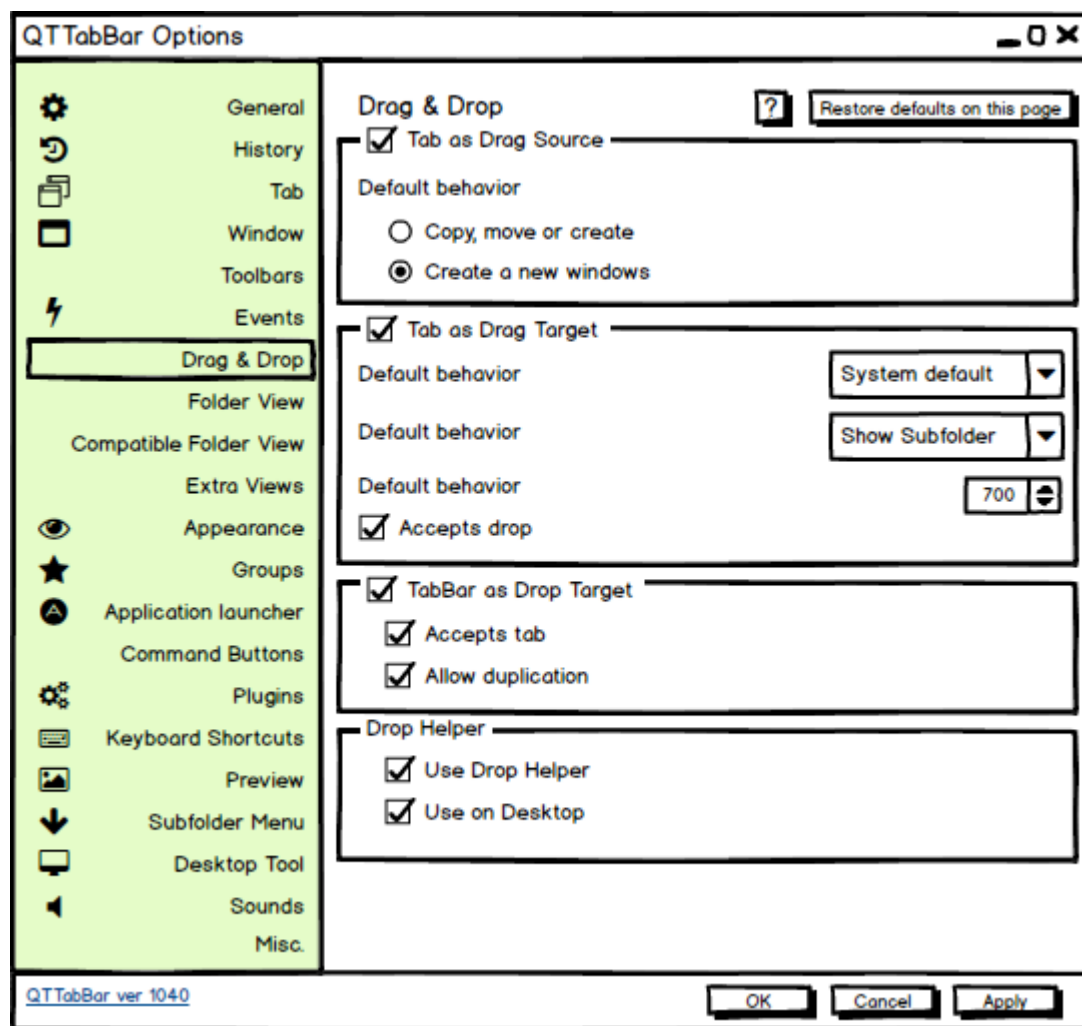 QTTabBar Options
General
History
Tab
Window
Toolbars
Events
Drag & Drop
Folder View
Compatible Folder View
Extra Views
Appearance
Groups
Application launcher
Command Buttons
Plugins
Keyboard Shortcuts
Preview
Subfolder Menu
Desktop Tool
Sounds
Misc.
Drag & Drop
?
Restore defaults on this page
Tab as Drag Source
Default behavior
Copy, move or create
Create a new windows
Tab as Drag Target
Default behavior
System default
Default behavior
Show Subfolder
Default behavior
700
Accepts drop
TabBar as Drop Target
Accepts tab
Allow duplication
Drop Helper
Use Drop Helper
Use on Desktop
QTTabBar ver 1040
OK
Cancel
Apply